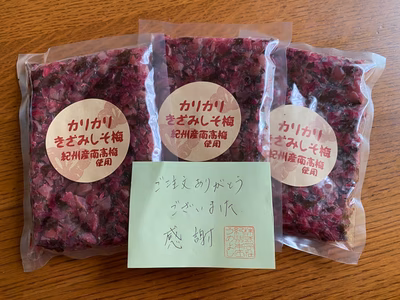 カリカリ
きざみしそ梅
紀州産南高梅
使用
カリカリ
きざみしそ梅
紀州産南高梅
使用
カリカリ
きざみしそ梅
紀州産南高梅
使用
ご注文ありがとう
ございました
感謝